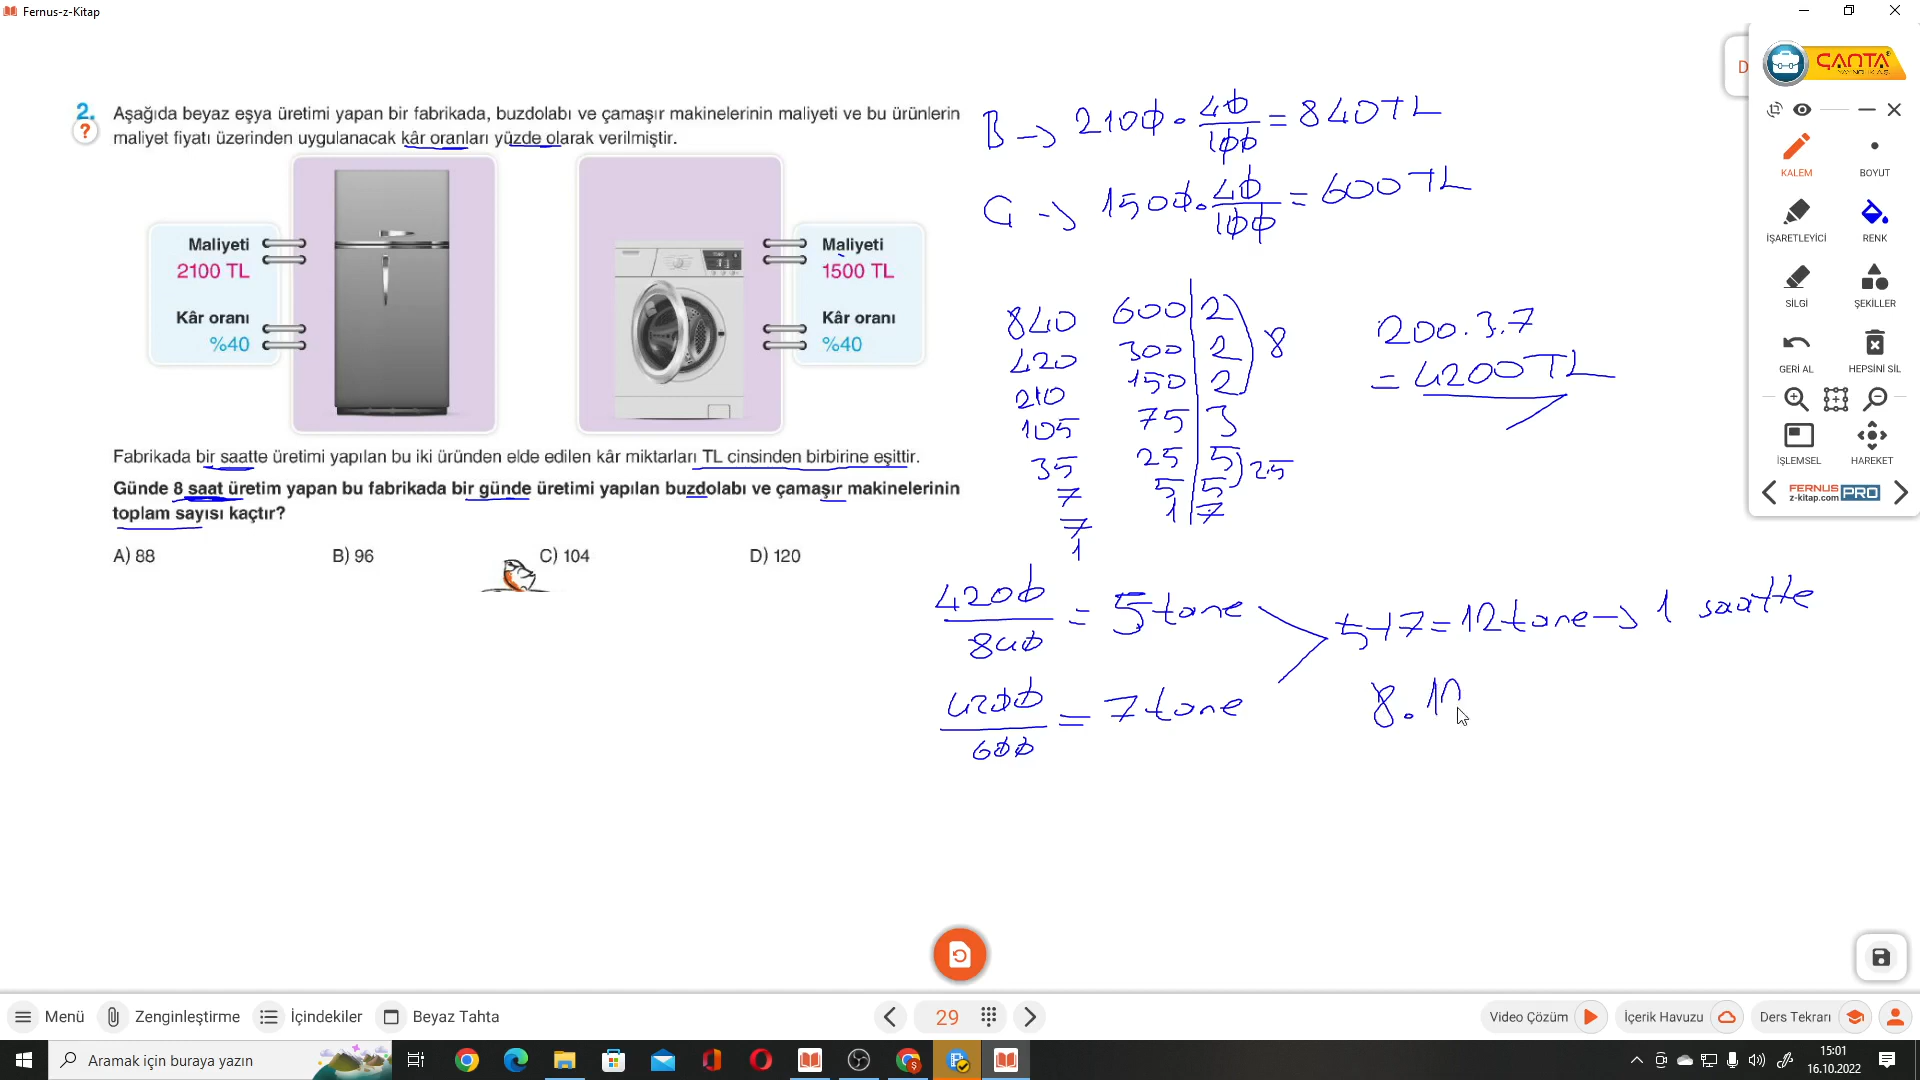 Fernus-z-Kitap
2.
?
Aşağıda beyaz eşya üretimi yapan bir fabrikada, buzdolabı ve çamaşır makinelerinin maliyeti ve bu ürünlerin
maliyet fiyatı üzerinden uygulanacak kâr oranları yüzde olarak verilmiştir.
Maliyeti
2100 TL
Kâr oranı
%40
Maliyeti
1500 TL
Kâr oranı
%40
Fabrikada bir saatte üretimi yapılan bu iki üründen elde edilen kâr miktarları TL cinsinden birbirine eşittir.
Günde 8 saat üretim yapan bu fabrikada bir günde üretimi yapılan buzdolabı ve çamaşır makinelerinin
toplam sayısı kaçtır?
A) 88 B) 96 C) 104 D) 120
B → 2100 . 40/100 = 840 TL
Ç → 1500 . 40/100 = 600 TL
840 600 2
420 300 2 8
210 150 2
105 75 3
35 25 5
7 5 5 25
7 1 7
1
200.3.7
= 4200 TL
4200/840 = 5 tane
4200/600 = 7 tane
5+7=12 tane → 1 saatte
8.1
D
ÇANTA
KALEM BOYUT
İŞARETLEYİCİ RENK
SİLGİ ŞEKİLLER
GERİ AL HEPSİNİ SİL
İŞLEMSEL HAREKET
FERNUS
z-kitap.com PRO
Menü Zenginleştirme İçindekiler Beyaz Tahta 29 Video Çözüm İçerik Havuzu Ders Tekrarı
Aramak için buraya yazın
15:01
16.10.2022